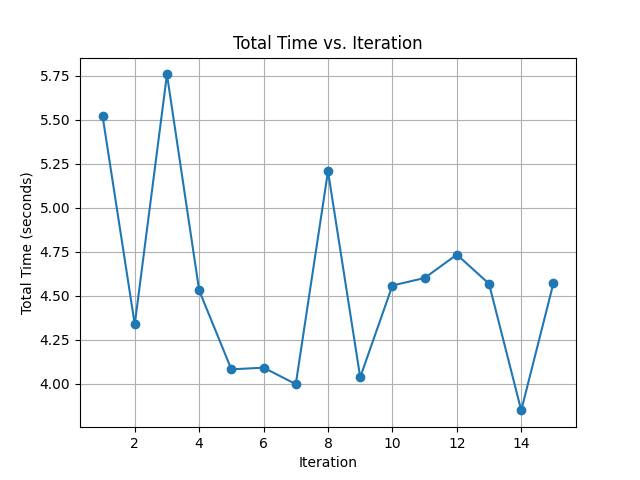 Total Time vs. Iteration
5.75
5.50
5.25
5.00
4.75
4.50
4.25
4.00
Total Time (seconds)
2 4 6 8 10 12 14
Iteration